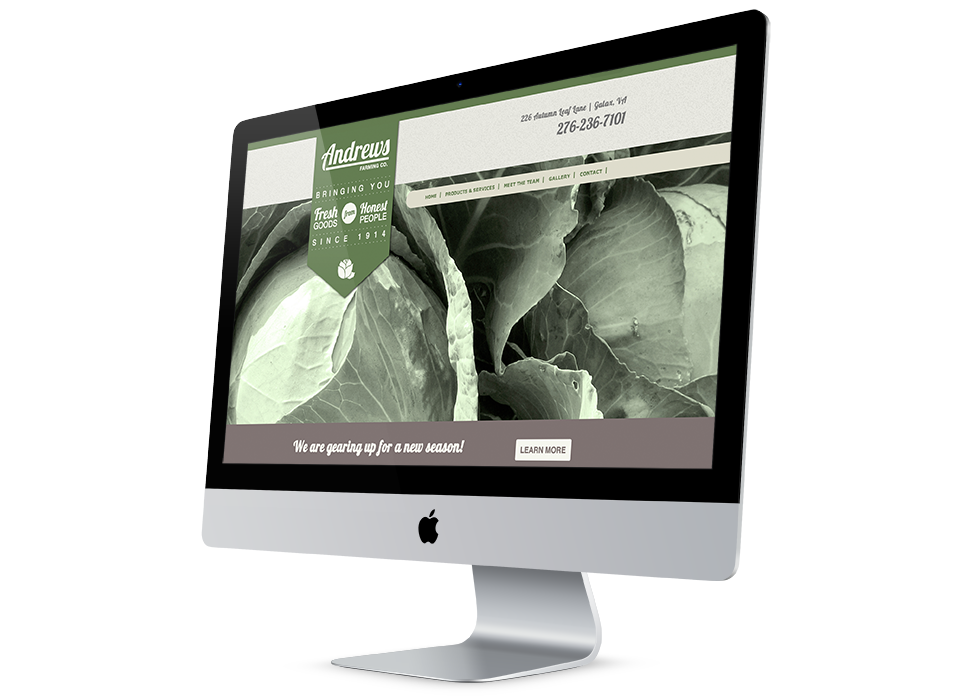 226 Autumn Leaf Lane | Galax, VA
276-236-7101
Andrews
FARMING CO.
BRINGING YOU
Fresh from Honest
GOODS PEOPLE
SINCE 1914
HOME | PRODUCTS & SERVICES | MEET THE TEAM | GALLERY | CONTACT |
We are gearing up for a new season!
LEARN MORE